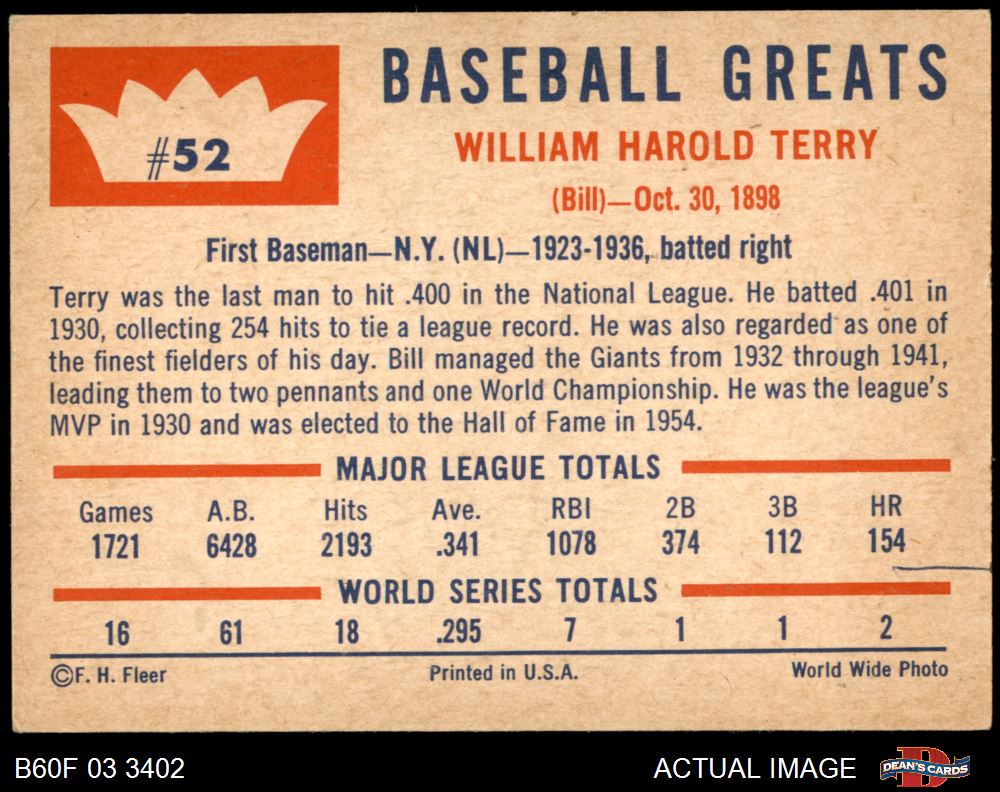 #52
BASEBALL GREATS
WILLIAM HAROLD TERRY
(Bill)—Oct. 30, 1898
First Baseman—N.Y. (NL)—1923-1936, batted right
Terry was the last man to hit .400 in the National League. He batted .401 in
1930, collecting 254 hits to tie a league record. He was also regarded as one of
the finest fielders of his day. Bill managed the Giants from 1932 through 1941,
leading them to two pennants and one World Championship. He was the league's
MVP in 1930 and was elected to the Hall of Fame in 1954.
MAJOR LEAGUE TOTALS
Games A.B. Hits Ave. RBI 2B 3B HR
1721 6428 2193 .341 1078 374 112 154
WORLD SERIES TOTALS
16 61 18 .295 7 1 1 2
©F. H. Fleer Printed in U.S.A. World Wide Photo
B60F 03 3402 ACTUAL IMAGE DEAN'S CARDS